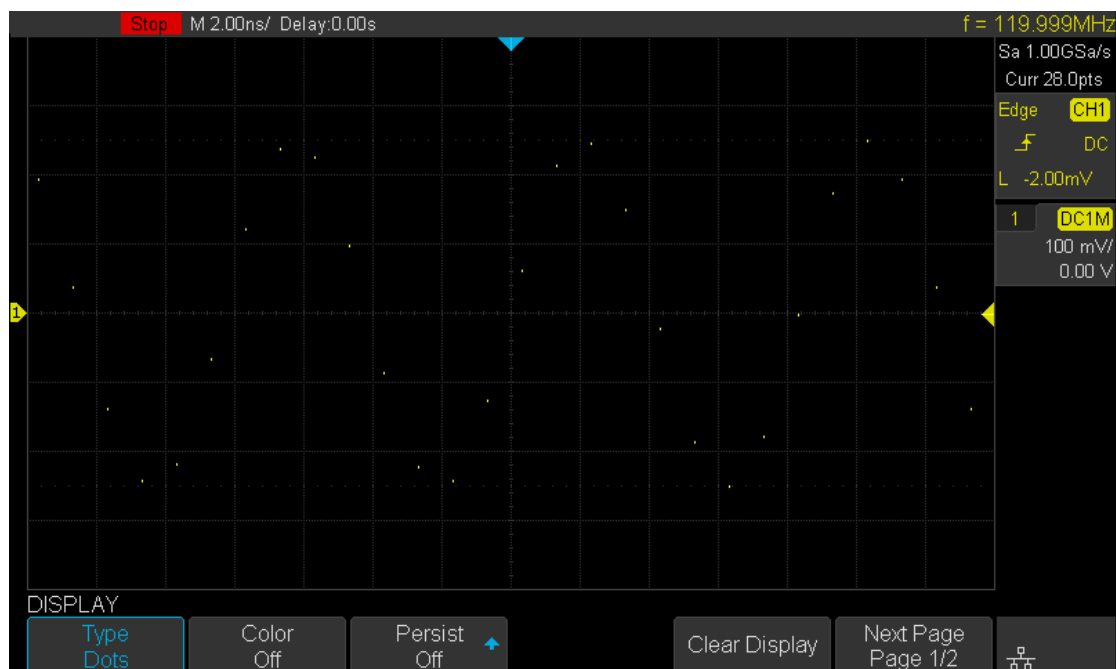 Stop M 2.00ns/ Delay:0.00s f = 119.999MHz
Sa 1.00GSa/s
Curr 28.0pts
Edge CH1
DC
L -2.00mV
1 DC1M
100 mV/
0.00 V
1
DISPLAY
Type Color Persist Clear Display Next Page
Dots Off Off Page 1/2